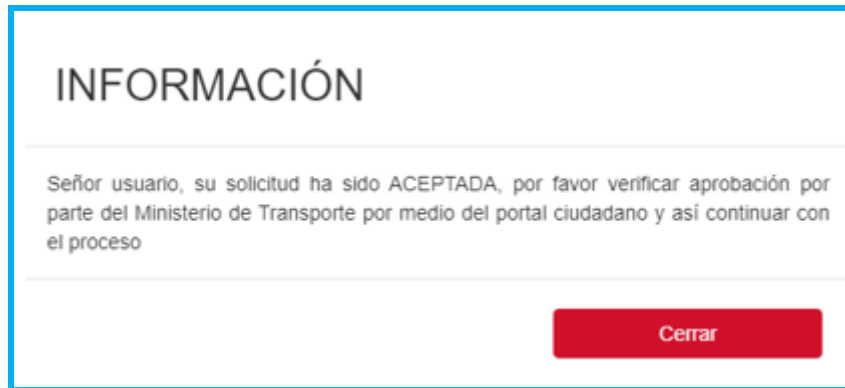 INFORMACIÓN
Señor usuario, su solicitud ha sido ACEPTADA, por favor verificar aprobación por
parte del Ministerio de Transporte por medio del portal ciudadano y así continuar con
el proceso
Cerrar